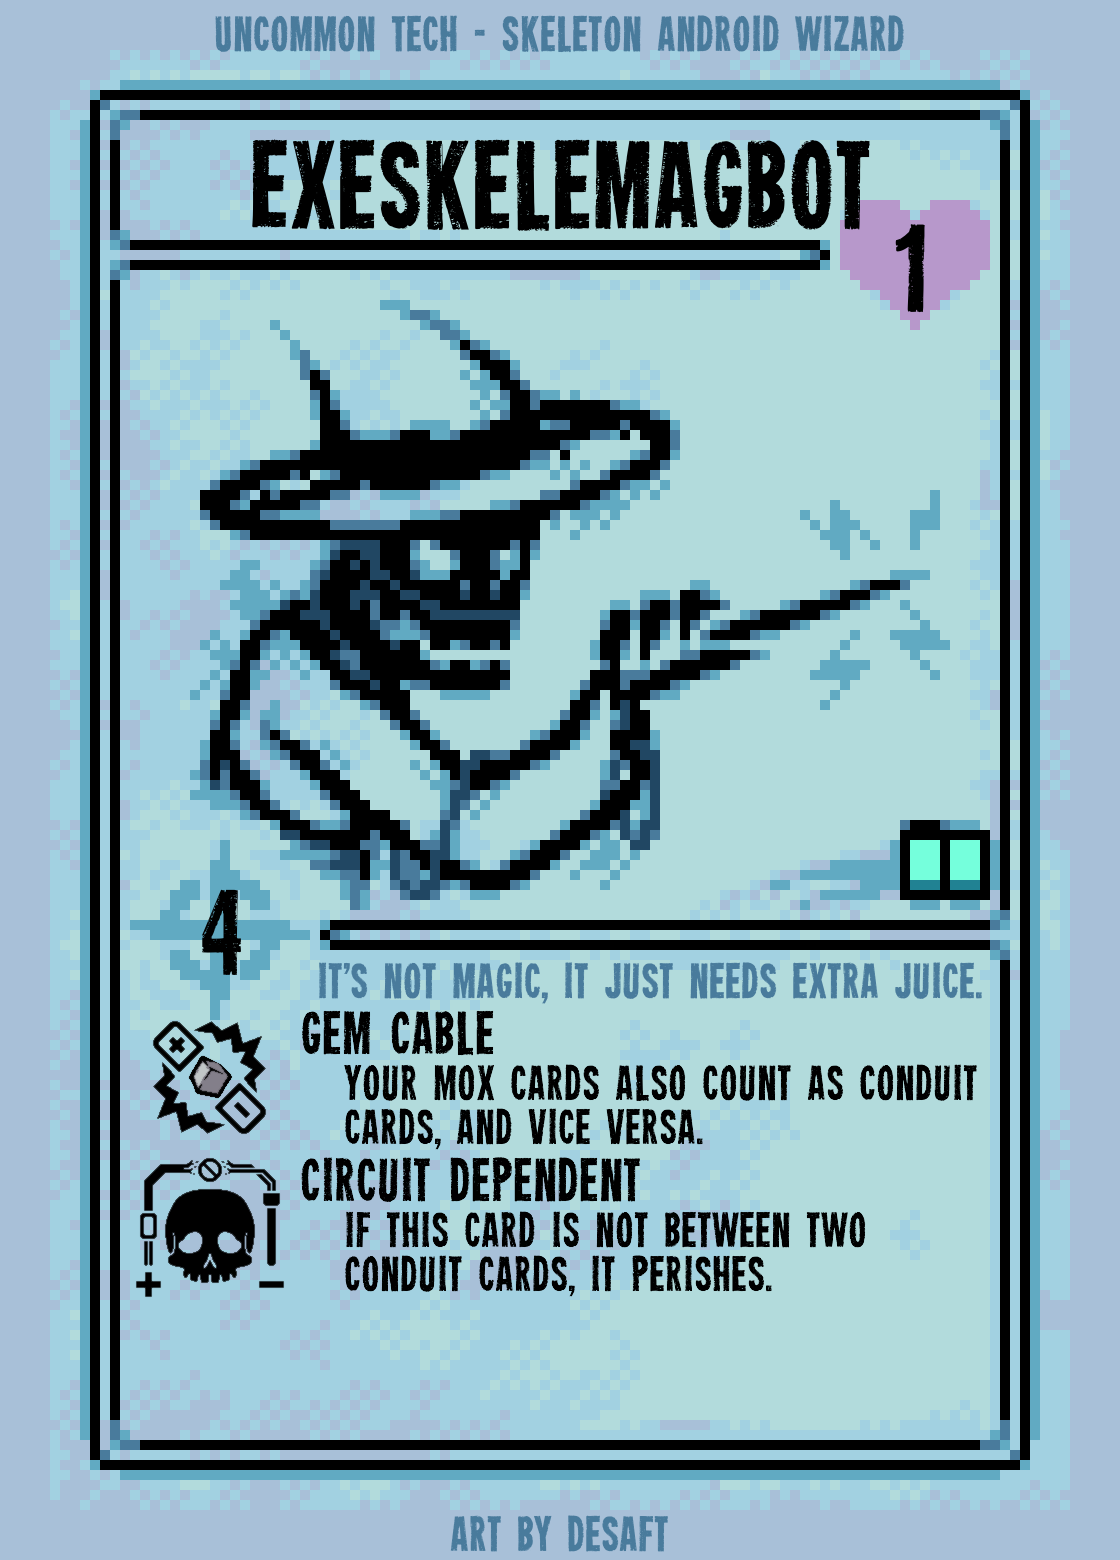 UNCOMMON TECH - SKELETON ANDROID WIZARD
EXESKELEMAGBOT
1
4
IT'S NOT MAGIC, IT JUST NEEDS EXTRA JUICE.
GEM CABLE
YOUR MOX CARDS ALSO COUNT AS CONDUIT
CARDS, AND VICE VERSA.
CIRCUIT DEPENDENT
IF THIS CARD IS NOT BETWEEN TWO
CONDUIT CARDS, IT PERISHES.
ART BY DESAFT